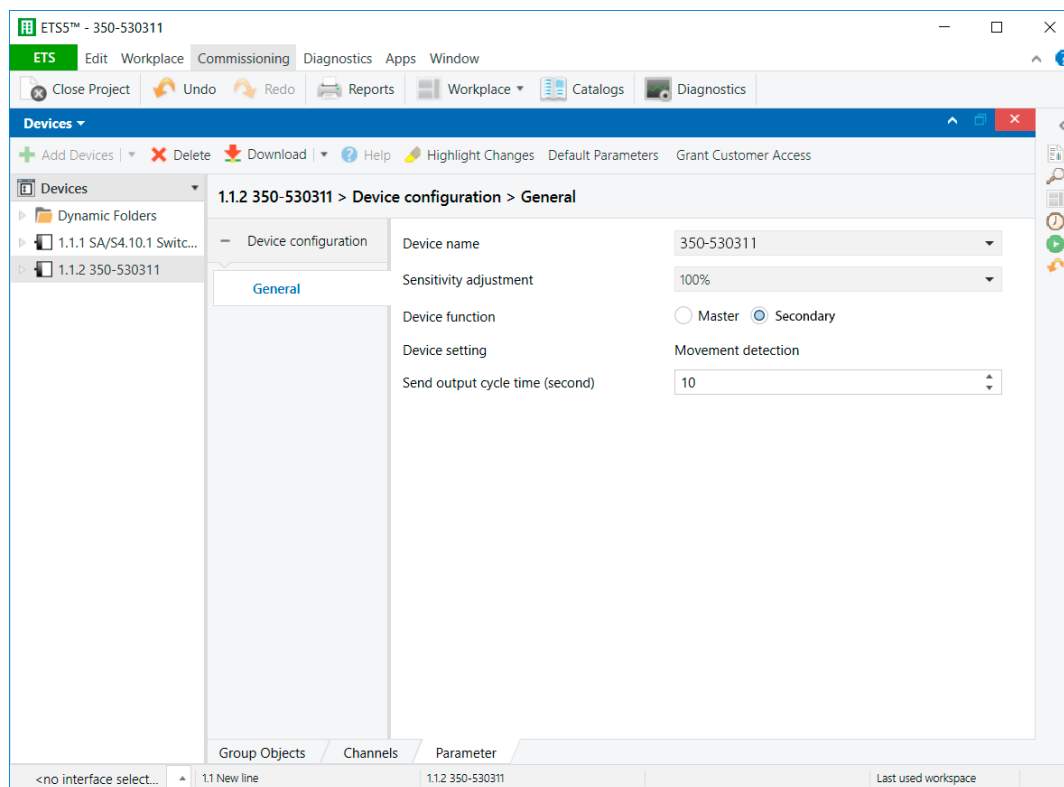 ETS5™ - 350-530311
ETS Edit Workplace Commissioning Diagnostics Apps Window
Close Project Undo Redo Reports Workplace Catalogs Diagnostics
Devices
Add Devices Delete Download Help Highlight Changes Default Parameters Grant Customer Access
Devices
Dynamic Folders
1.1.1 SA/S4.10.1 Switc...
1.1.2 350-530311
1.1.2 350-530311 > Device configuration > General
Device configuration
General
Device name 350-530311
Sensitivity adjustment 100%
Device function Master Secondary
Device setting Movement detection
Send output cycle time (second) 10
Group Objects Channels Parameter
<no interface select... 1.1 New line 1.1.2 350-530311 Last used workspace